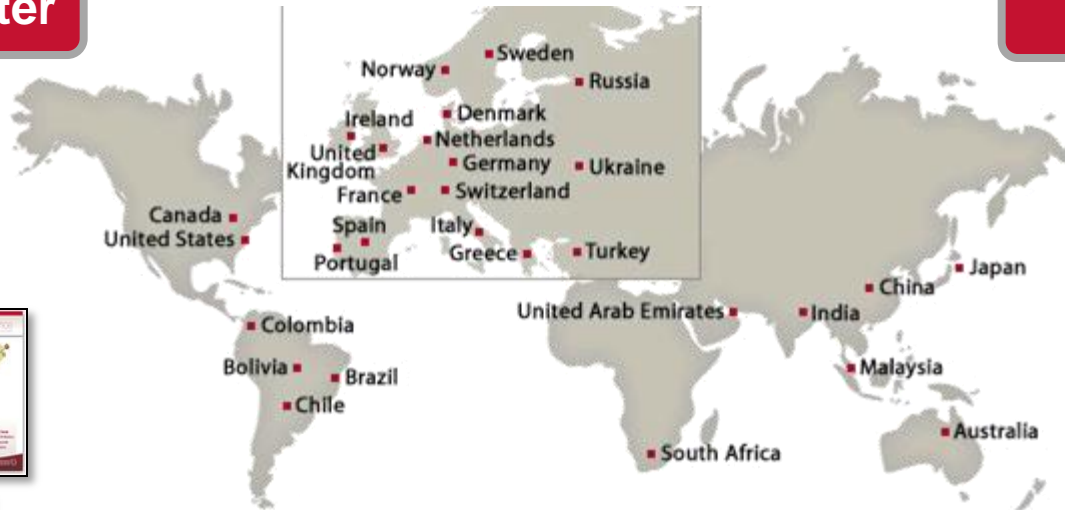 ter
Sweden
Norway
Russia
Denmark
Ireland
Netherlands
United
Kingdom
Germany
Ukraine
France
Switzerland
Spain
Italy
Portugal
Greece
Turkey
Canada
United States
Japan
China
United Arab Emirates
India
Colombia
Bolivia
Brazil
Malaysia
Chile
Australia
South Africa